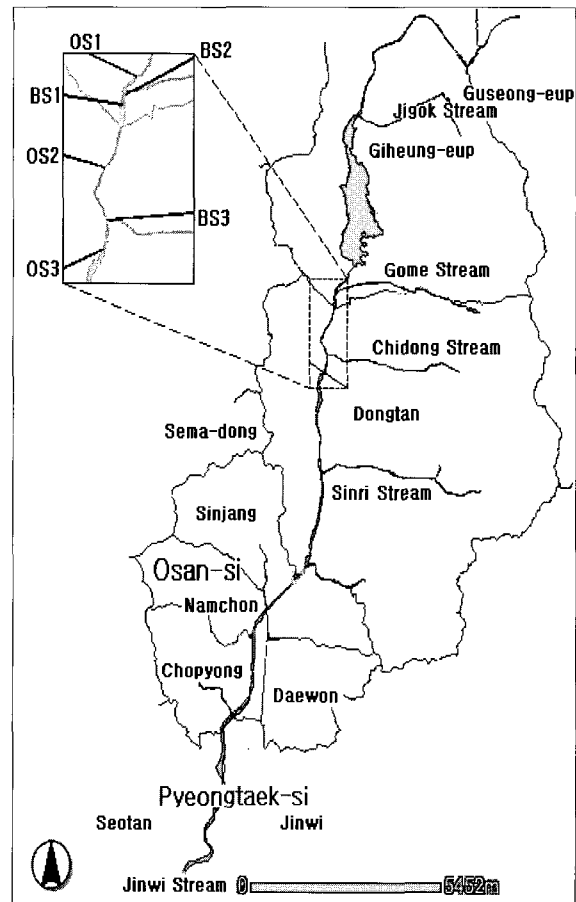 OS1
BS2
BS1
OS2
BS3
OS3
Guseong-eup
Jigok Stream
Giheung-eup
Gome Stream
Chidong Stream
Dongtan
Sema-dong
Sinri Stream
Sinjang
Osan-si
Namchon
Chopyong
Daewon
Pyeongtaek-si
Seotan
Jinwi
Jinwi Stream
0
5452m